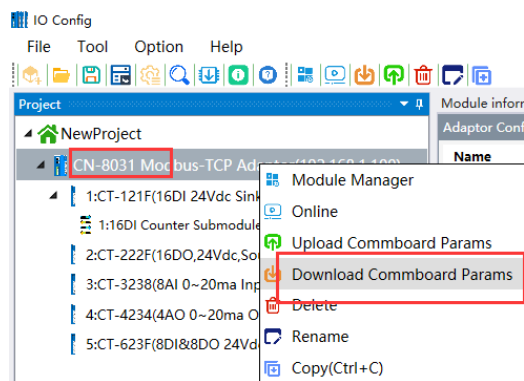 IO Config
File Tool Option Help
Project
Module inforr
NewProject
Adaptor Conf
CN-8031 Modbus-TCP Adaptor(192.168.1.100)
Name
Module Manager
1:CT-121F(16DI 24Vdc Sink
Online
1:16DI Counter Submodule
Upload Commboard Params
2:CT-222F(16DO,24Vdc,Sou
Download Commboard Params
3:CT-3238(8AI 0~20ma Inp
Delete
4:CT-4234(4AO 0~20ma O
Rename
5:CT-623F(8DI&8DO 24Vd
Copy(Ctrl+C)